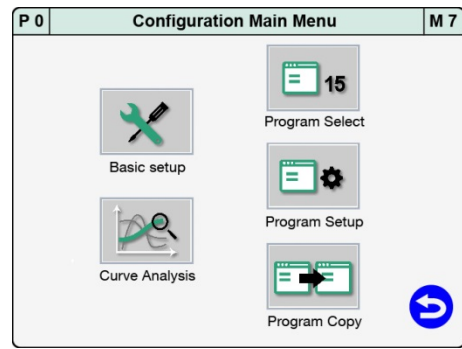 P 0
Configuration Main Menu
M 7
15
Program Select
Basic setup
Program Setup
Curve Analysis
Program Copy